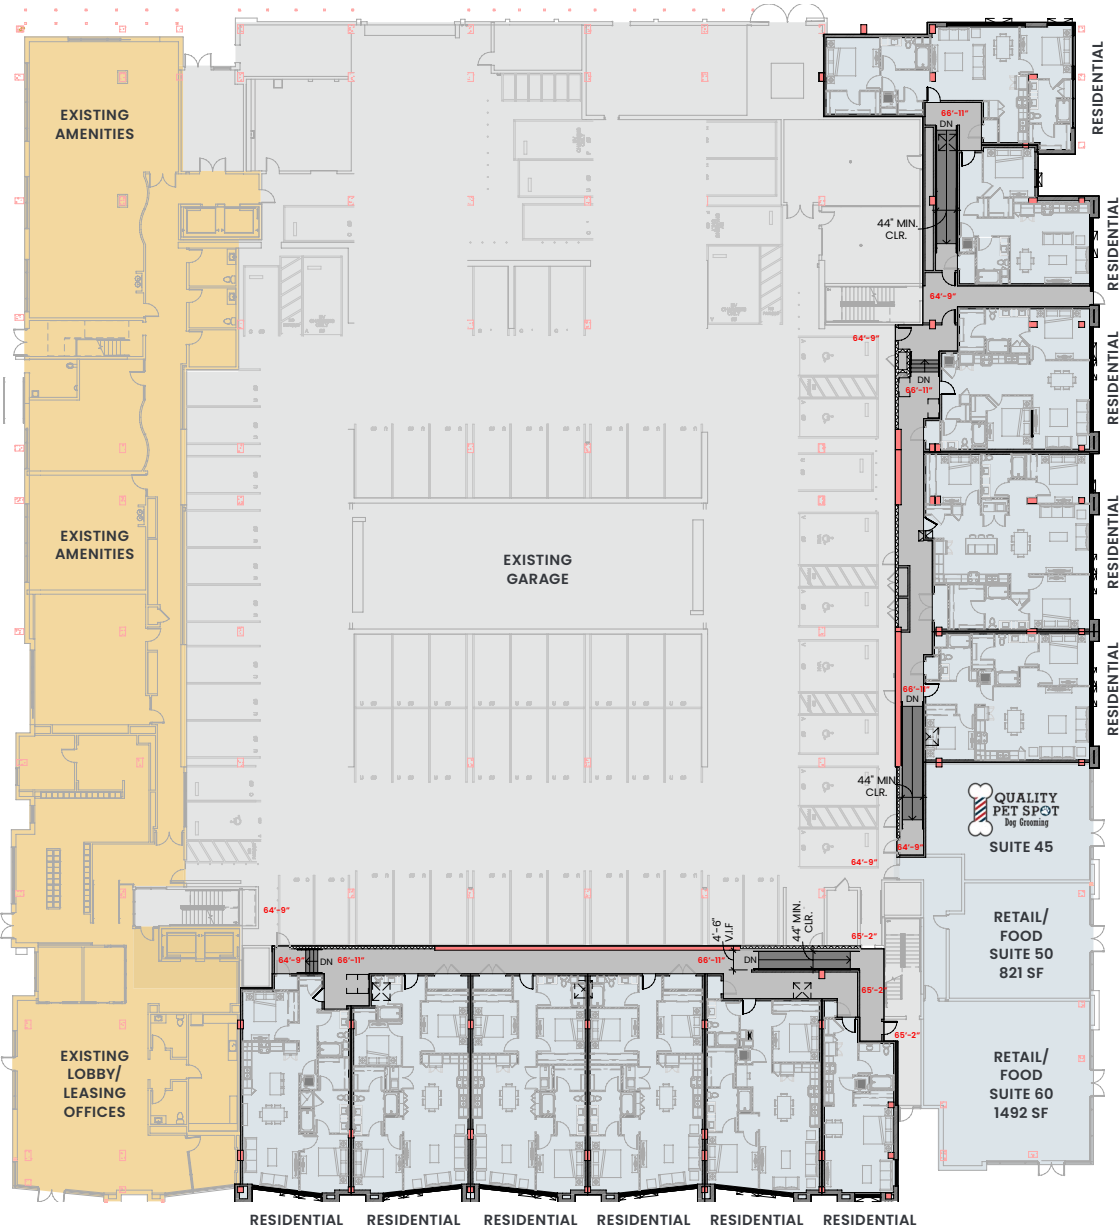 EXISTING
AMENITIES
RESIDENTIAL
66'-11"
DN
44" MIN.
CLR.
RESIDENTIAL
64'-9"
64'-9"
DN
66'-11"
RESIDENTIAL
EXISTING
AMENITIES
EXISTING
GARAGE
RESIDENTIAL
66'-11"
DN
RESIDENTIAL
44" MIN.
CLR.
QUALITY
PET SPOT
Dog Grooming
SUITE 45
64'-9"
64'-9"
64'-9"
RETAIL/
FOOD
SUITE 50
821 SF
4'-6"
V.I.F
44" MIN.
CLR.
65'-2"
64'-9"
DN
66'-11"
66'-11"
DN
65'-2"
65'-2"
EXISTING
LOBBY/
LEASING
OFFICES
RETAIL/
FOOD
SUITE 60
1492 SF
RESIDENTIAL
RESIDENTIAL
RESIDENTIAL
RESIDENTIAL
RESIDENTIAL
RESIDENTIAL